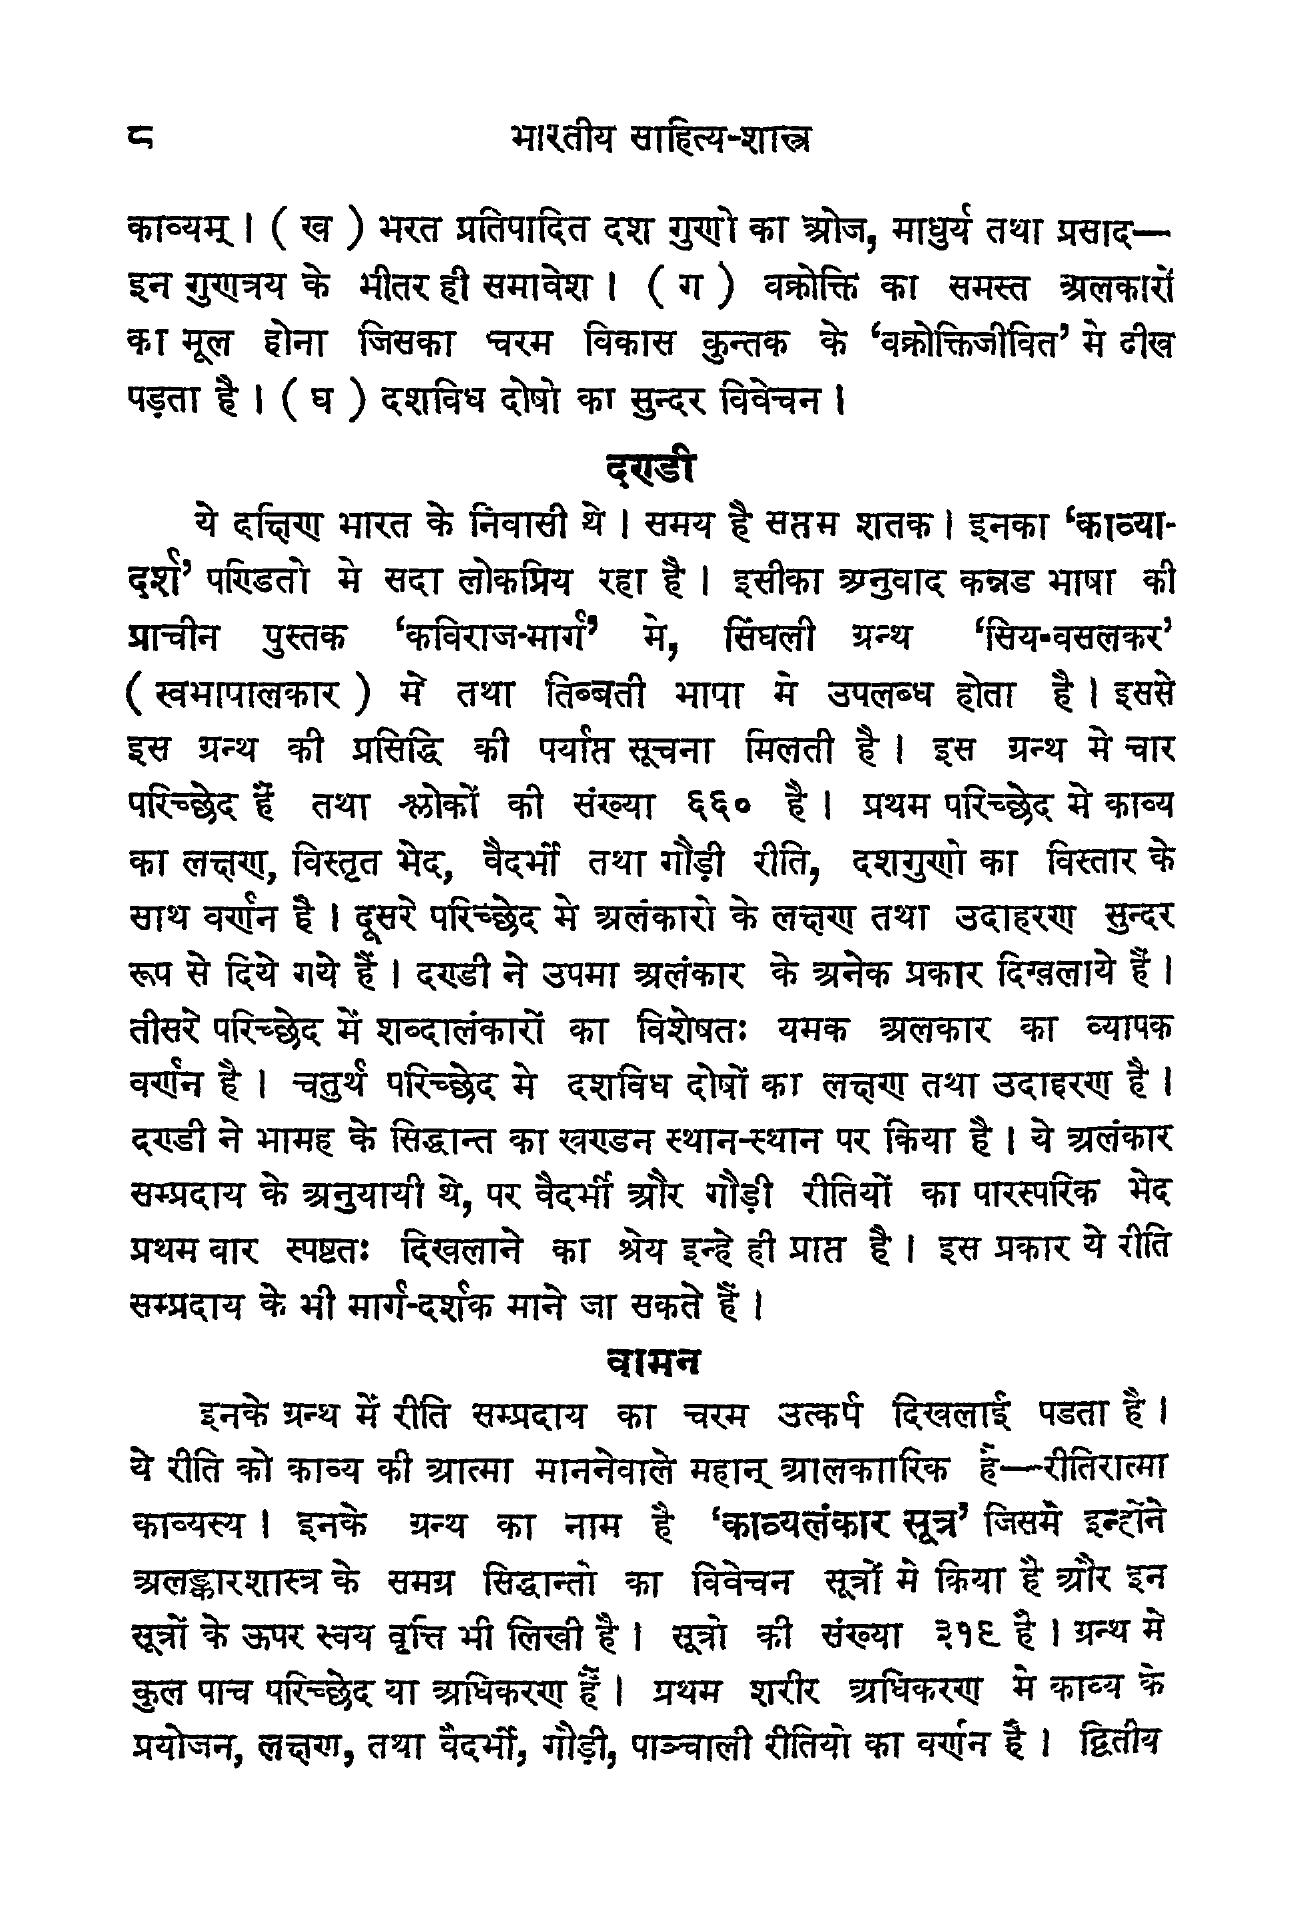 ८ भारतीय साहित्य-शास्त्र
काव्यम् । ( ख ) भरत प्रतिपादित दश गुणो का ओज, माधुर्य तथा प्रसाद—
इन गुणत्रय के भीतर ही समावेश । ( ग ) वक्रोक्ति का समस्त अलकारों
का मूल होना जिसका चरम विकास कुन्तक के ‘वक्रोक्तिजीवित’ मे दीख
पड़ता है । ( घ ) दशविध दोषो का सुन्दर विवेचन ।
दण्डी
ये दक्षिण भारत के निवासी थे । समय है सप्तम शतक । इनका ‘काव्या-
दर्श’ पण्डितो मे सदा लोकप्रिय रहा है । इसीका अनुवाद कन्नड भाषा की
प्राचीन पुस्तक ‘कविराज-मार्ग’ मे, सिंघली ग्रन्थ ‘सिय-वसलकर’
( स्वभापालकार ) में तथा तिब्बती भापा मे उपलब्ध होता है । इससे
इस ग्रन्थ की प्रसिद्धि की पर्याप्त सूचना मिलती है । इस ग्रन्थ मे चार
परिच्छेद हैं तथा श्लोकों की संख्या ६६० है । प्रथम परिच्छेद मे काव्य
का लक्षण, विस्तृत भेद, वैदर्भी तथा गौड़ी रीति, दशगुणो का विस्तार के
साथ वर्णन है । दूसरे परिच्छेद मे अलंकारो के लक्षण तथा उदाहरण सुन्दर
रूप से दिये गये हैं । दण्डी ने उपमा अलंकार के अनेक प्रकार दिखलाये हैं ।
तीसरे परिच्छेद में शब्दालंकारों का विशेषतः यमक अलकार का व्यापक
वर्णन है । चतुर्थ परिच्छेद मे दशविध दोषों का लक्षण तथा उदाहरण है ।
दण्डी ने भामह के सिद्धान्त का खण्डन स्थान-स्थान पर किया है । ये अलंकार
सम्प्रदाय के अनुयायी थे, पर वैदर्भी और गौड़ी रीतियों का पारस्परिक भेद
प्रथम वार स्पष्टतः दिखलाने का श्रेय इन्हे ही प्राप्त है । इस प्रकार ये रीति
सम्प्रदाय के भी मार्ग-दर्शक माने जा सकते हैं ।
वामन
इनके ग्रन्थ में रीति सम्प्रदाय का चरम उत्कर्प दिखलाई पडता है ।
ये रीति को काव्य की आत्मा माननेवाले महान् आलकाारिक हैं—रीतिरात्मा
काव्यस्य । इनके ग्रन्थ का नाम है ‘काव्यलंकार सूत्र’ जिसमे इन्होंने
अलङ्कारशास्त्र के समग्र सिद्धान्तो का विवेचन सूत्रों मे किया है और इन
सूत्रों के ऊपर स्वय वृत्ति भी लिखी है । सूत्रो की संख्या ३१९ है । ग्रन्थ मे
कुल पाच परिच्छेद या अधिकरण हैं । प्रथम शरीर अधिकरण मे काव्य के
प्रयोजन, लक्षण, तथा वैदर्भी, गौड़ी, पाञ्चाली रीतियो का वर्णन है । द्वितीय